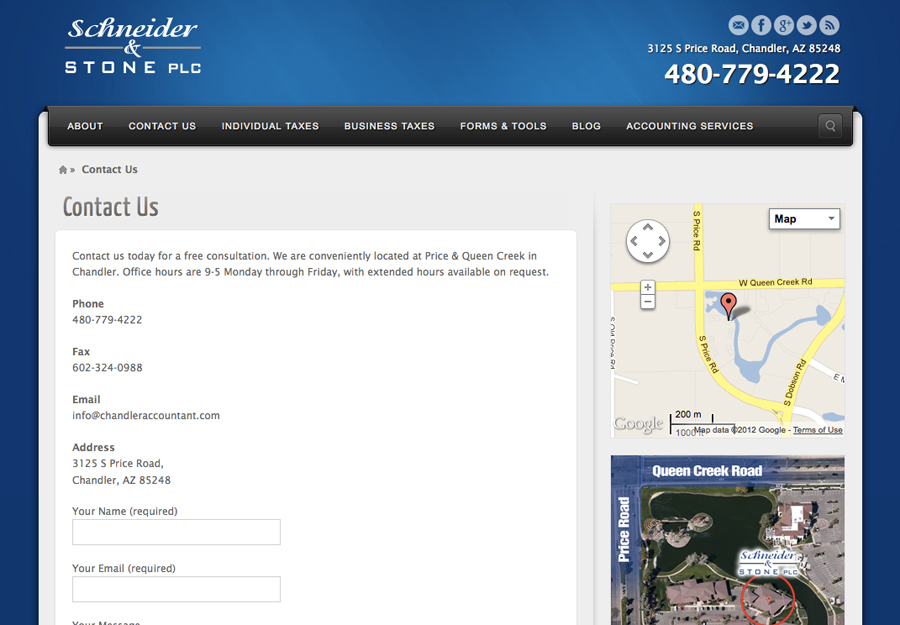 Schneider
&
STONE PLC
3125 S Price Road, Chandler, AZ 85248
480-779-4222
ABOUT CONTACT US INDIVIDUAL TAXES BUSINESS TAXES FORMS & TOOLS BLOG ACCOUNTING SERVICES
» Contact Us
Contact Us
Contact us today for a free consultation. We are conveniently located at Price & Queen Creek in
Chandler. Office hours are 9-5 Monday through Friday, with extended hours available on request.
Phone
480-779-4222
Fax
602-324-0988
Email
info@chandleraccountant.com
Address
3125 S Price Road,
Chandler, AZ 85248
Your Name (required)
Your Email (required)
Your Message
Map
S Price Rd
W Queen Creek Rd
S Old Price Rd
S Price Rd
S Dobson Rd
E M
Google
200 m
1000 ft
Map data ©2012 Google - Terms of Use
Queen Creek Road
Price Road
Schneider
&
STONE PLC